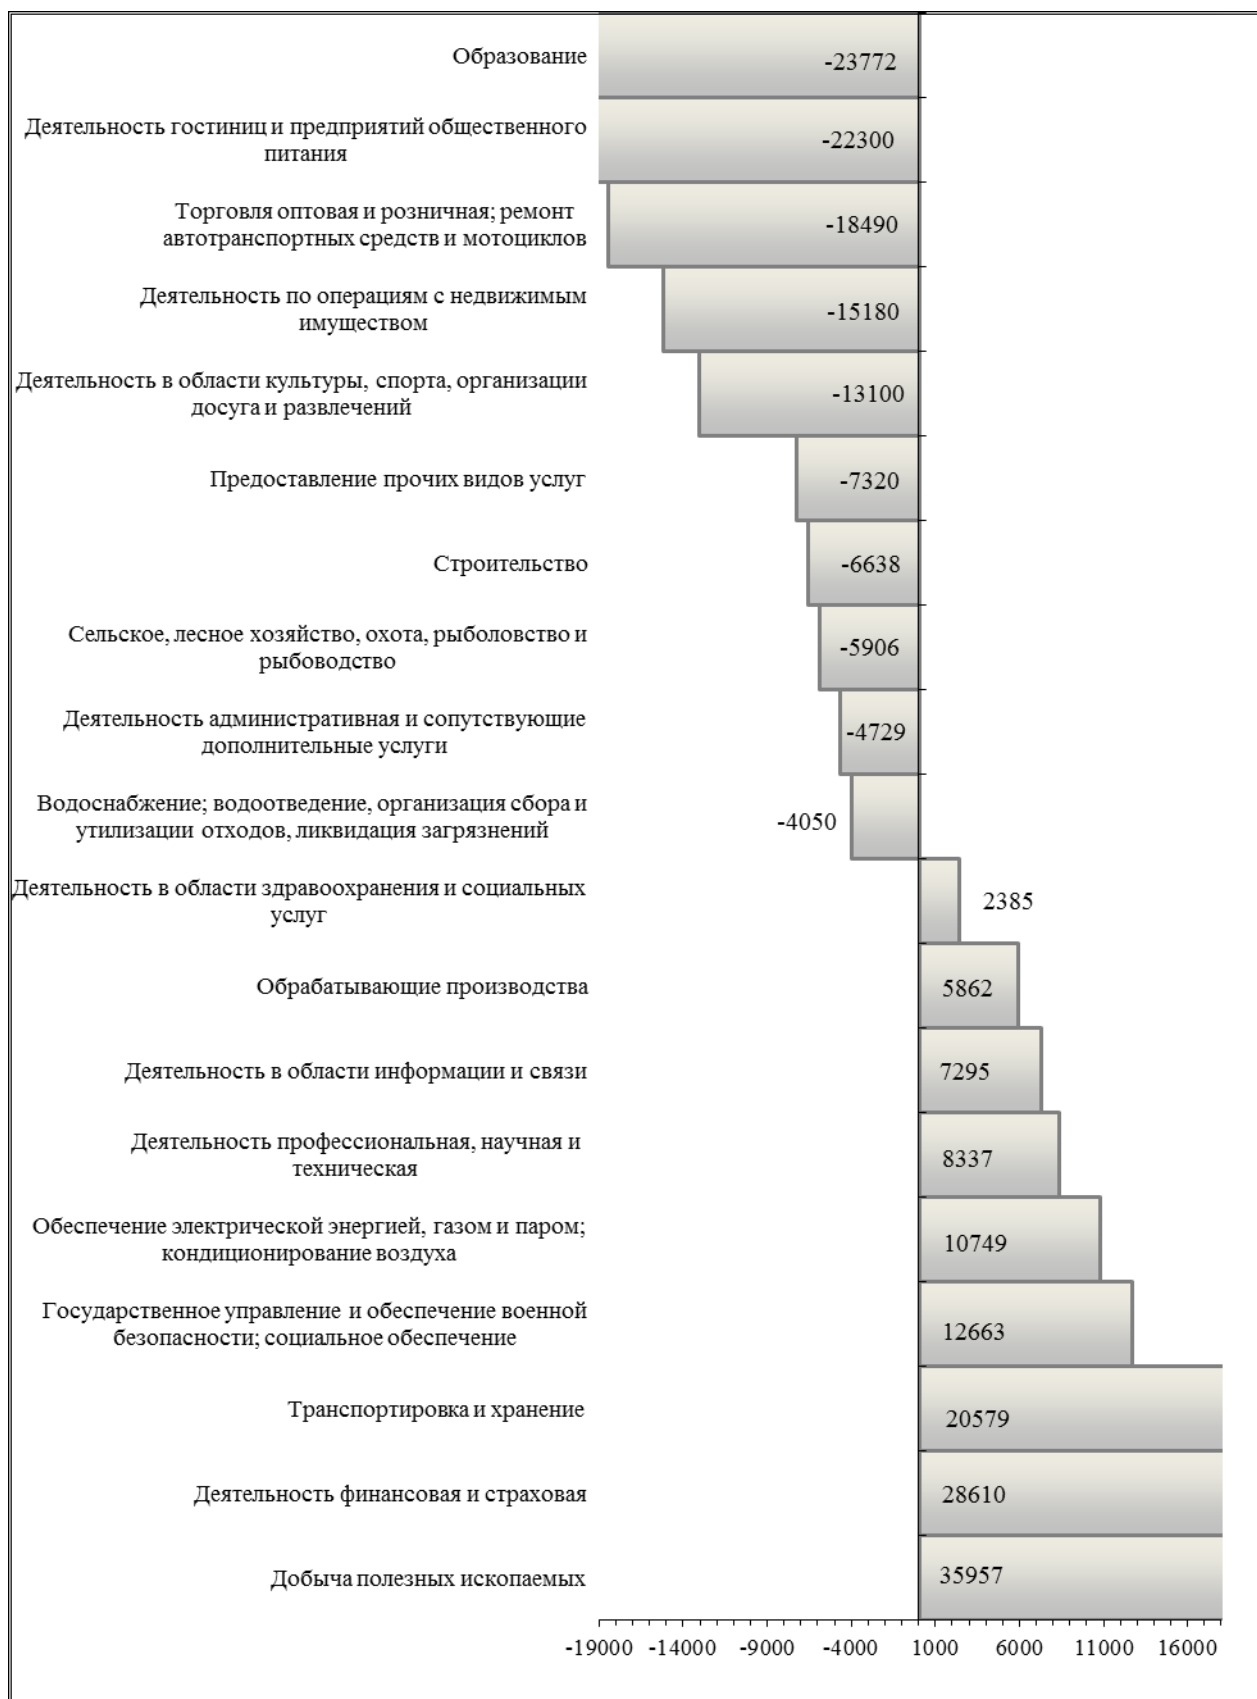 Образование
-23772
Деятельность гостиниц и предприятий общественного
питания
-22300
Торговля оптовая и розничная; ремонт
автотранспортных средств и мотоциклов
-18490
Деятельность по операциям с недвижимым
имуществом
-15180
Деятельность в области культуры, спорта, организации
досуга и развлечений
-13100
Предоставление прочих видов услуг
-7320
Строительство
-6638
Сельское, лесное хозяйство, охота, рыболовство и
рыбоводство
-5906
Деятельность административная и сопутствующие
дополнительные услуги
-4729
Водоснабжение; водоотведение, организация сбора и
утилизации отходов, ликвидация загрязнений
-4050
Деятельность в области здравоохранения и социальных
услуг
2385
Обрабатывающие производства
5862
Деятельность в области информации и связи
7295
Деятельность профессиональная, научная и
техническая
8337
Обеспечение электрической энергией, газом и паром;
кондиционирование воздуха
10749
Государственное управление и обеспечение военной
безопасности; социальное обеспечение
12663
Транспортировка и хранение
20579
Деятельность финансовая и страховая
28610
Добыча полезных ископаемых
35957
-19000 -14000 -9000 -4000 1000 6000 11000 16000